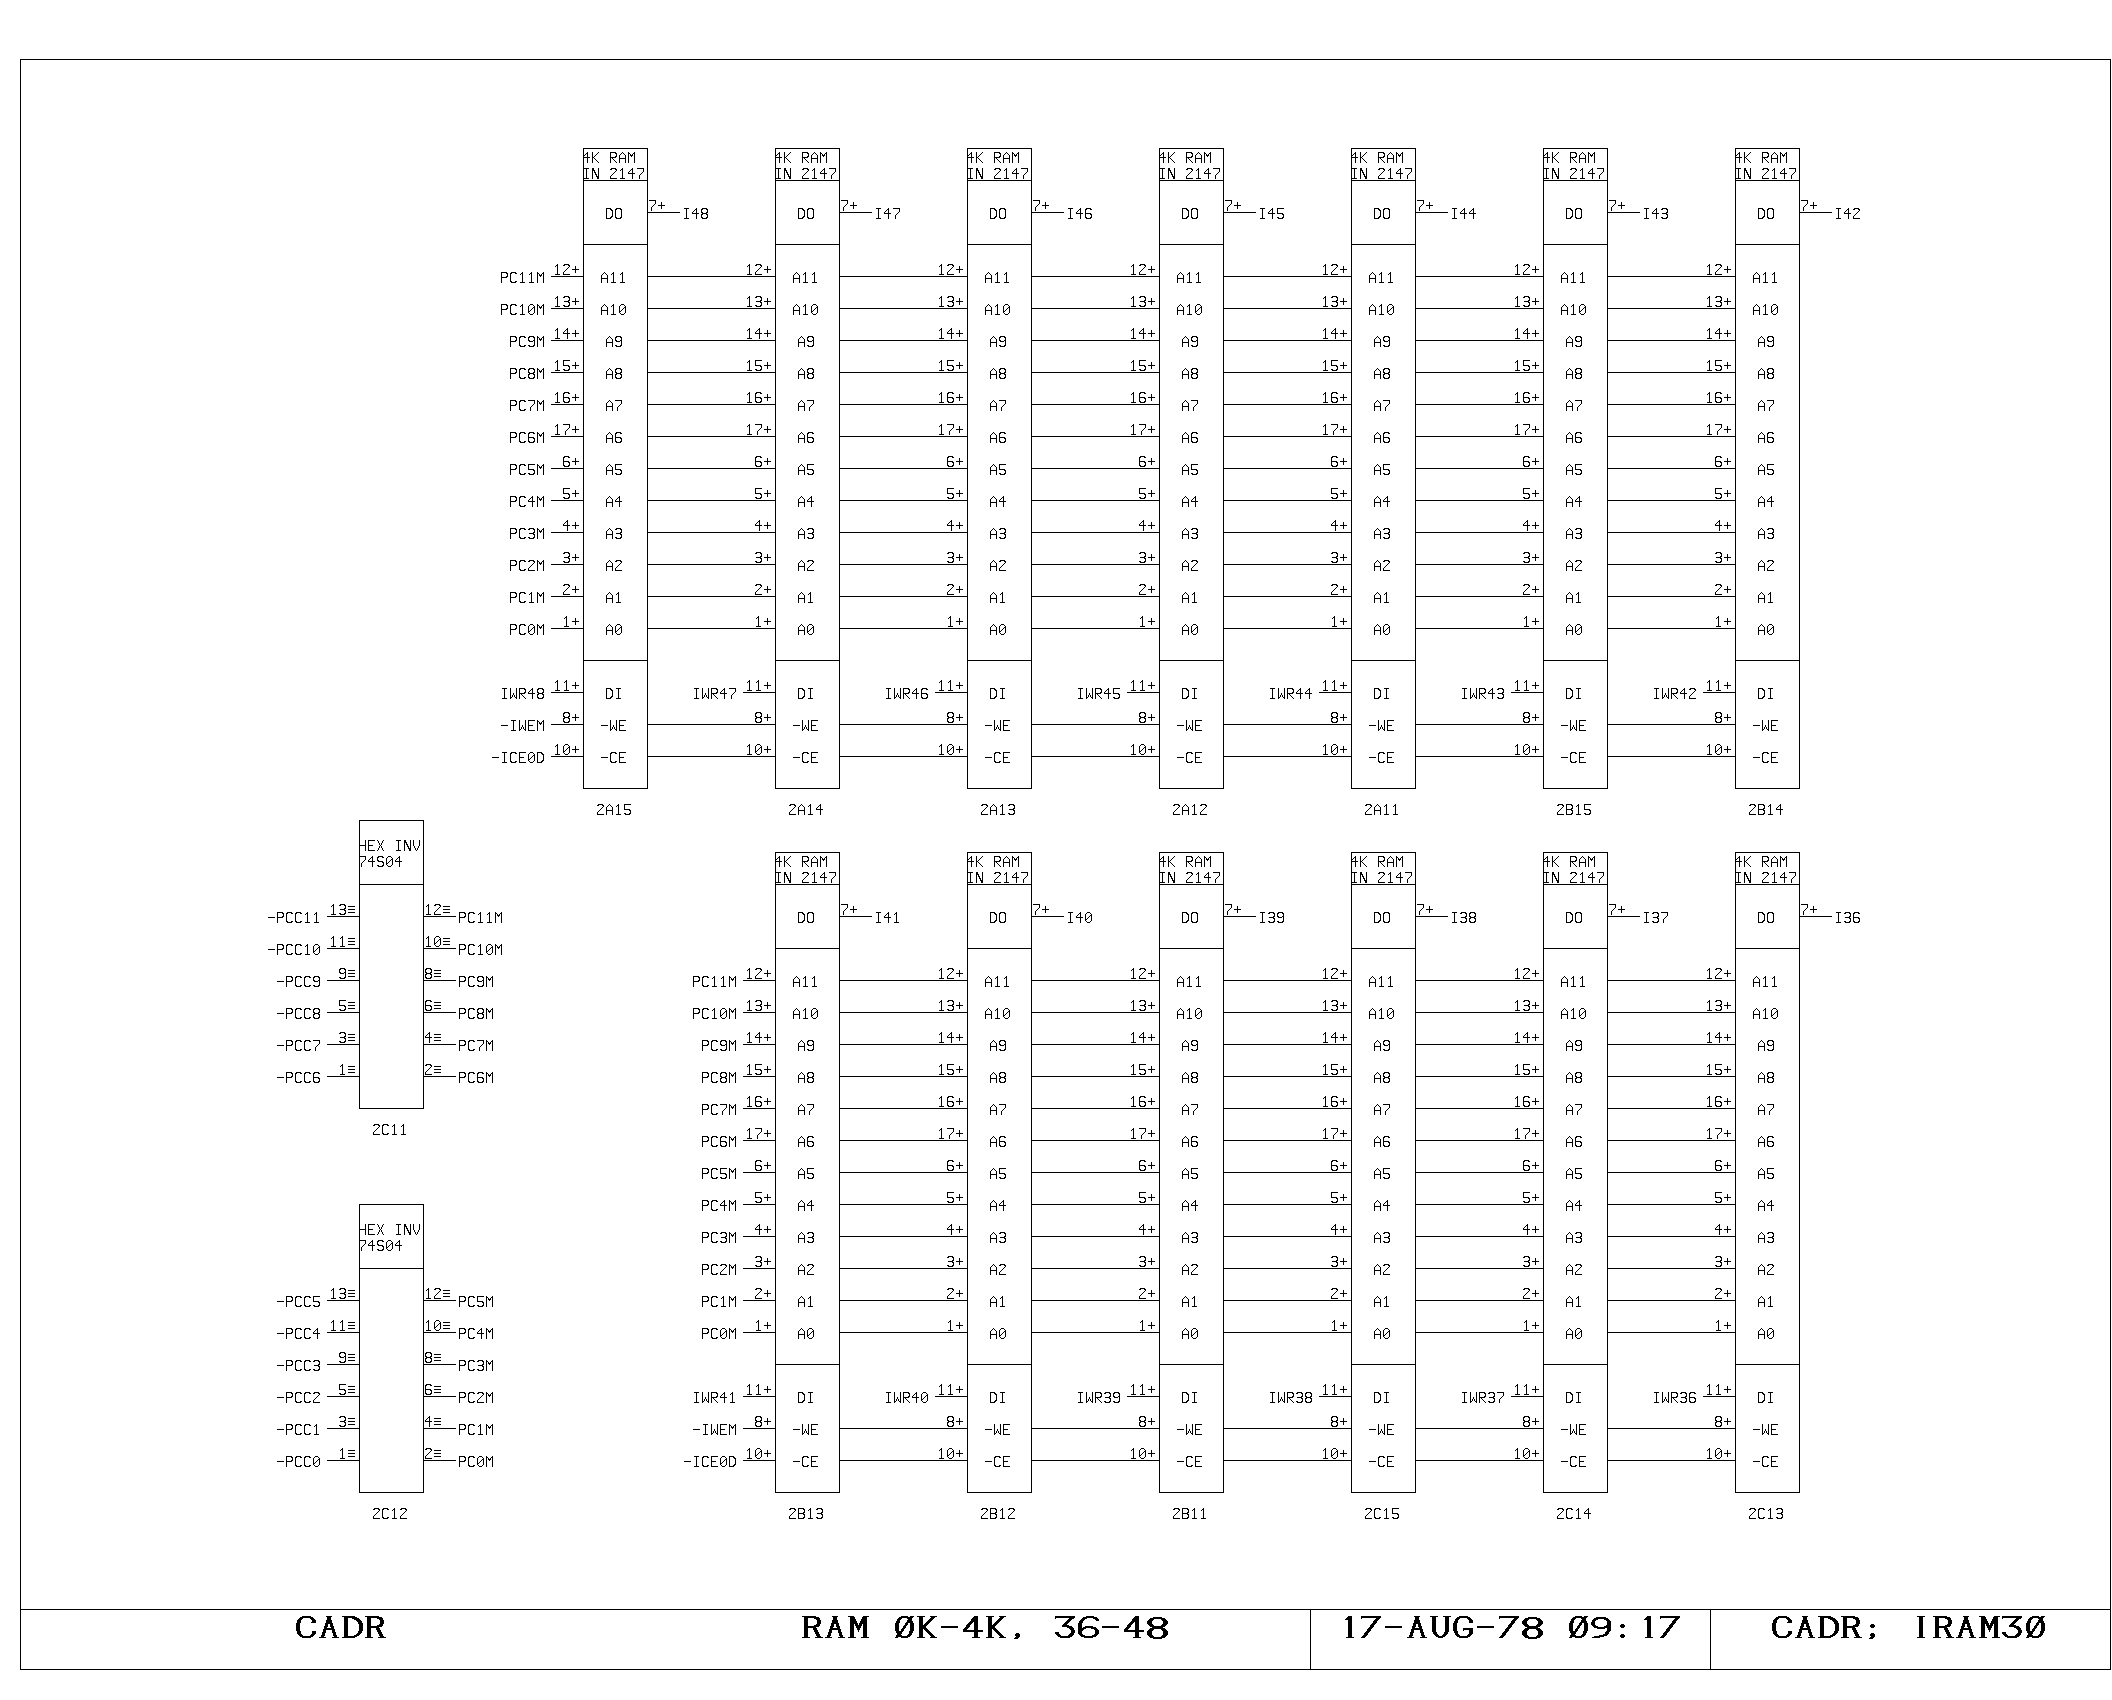 4K RAM 4K RAM 4K RAM 4K RAM 4K RAM 4K RAM 4K RAM
IN 2147 IN 2147 IN 2147 IN 2147 IN 2147 IN 2147 IN 2147
DO 7+ I48 DO 7+ I47 DO 7+ I46 DO 7+ I45 DO 7+ I44 DO 7+ I43 DO 7+ I42
PC11M 12+ A11 12+ A11 12+ A11 12+ A11 12+ A11 12+ A11 12+ A11
PC10M 13+ A10 13+ A10 13+ A10 13+ A10 13+ A10 13+ A10 13+ A10
PC9M 14+ A9 14+ A9 14+ A9 14+ A9 14+ A9 14+ A9 14+ A9
PC8M 15+ A8 15+ A8 15+ A8 15+ A8 15+ A8 15+ A8 15+ A8
PC7M 16+ A7 16+ A7 16+ A7 16+ A7 16+ A7 16+ A7 16+ A7
PC6M 17+ A6 17+ A6 17+ A6 17+ A6 17+ A6 17+ A6 17+ A6
PC5M 6+ A5 6+ A5 6+ A5 6+ A5 6+ A5 6+ A5 6+ A5
PC4M 5+ A4 5+ A4 5+ A4 5+ A4 5+ A4 5+ A4 5+ A4
PC3M 4+ A3 4+ A3 4+ A3 4+ A3 4+ A3 4+ A3 4+ A3
PC2M 3+ A2 3+ A2 3+ A2 3+ A2 3+ A2 3+ A2 3+ A2
PC1M 2+ A1 2+ A1 2+ A1 2+ A1 2+ A1 2+ A1 2+ A1
PC0M 1+ A0 1+ A0 1+ A0 1+ A0 1+ A0 1+ A0 1+ A0
IWR48 11+ DI IWR47 11+ DI IWR46 11+ DI IWR45 11+ DI IWR44 11+ DI IWR43 11+ DI IWR42 11+ DI
-IWEM 8+ -WE 8+ -WE 8+ -WE 8+ -WE 8+ -WE 8+ -WE 8+ -WE
-ICE0D 10+ -CE 10+ -CE 10+ -CE 10+ -CE 10+ -CE 10+ -CE 10+ -CE
2A15 2A14 2A13 2A12 2A11 2B15 2B14
HEX INV
74S04
-PCC11 13≡ 12≡ PC11M
-PCC10 11≡ 10≡ PC10M
-PCC9 9≡ 8≡ PC9M
-PCC8 5≡ 6≡ PC8M
-PCC7 3≡ 4≡ PC7M
-PCC6 1≡ 2≡ PC6M
2C11
HEX INV
74S04
-PCC5 13≡ 12≡ PC5M
-PCC4 11≡ 10≡ PC4M
-PCC3 9≡ 8≡ PC3M
-PCC2 5≡ 6≡ PC2M
-PCC1 3≡ 4≡ PC1M
-PCC0 1≡ 2≡ PC0M
2C12
4K RAM 4K RAM 4K RAM 4K RAM 4K RAM 4K RAM
IN 2147 IN 2147 IN 2147 IN 2147 IN 2147 IN 2147
DO 7+ I41 DO 7+ I40 DO 7+ I39 DO 7+ I38 DO 7+ I37 DO 7+ I36
PC11M 12+ A11 12+ A11 12+ A11 12+ A11 12+ A11 12+ A11
PC10M 13+ A10 13+ A10 13+ A10 13+ A10 13+ A10 13+ A10
PC9M 14+ A9 14+ A9 14+ A9 14+ A9 14+ A9 14+ A9
PC8M 15+ A8 15+ A8 15+ A8 15+ A8 15+ A8 15+ A8
PC7M 16+ A7 16+ A7 16+ A7 16+ A7 16+ A7 16+ A7
PC6M 17+ A6 17+ A6 17+ A6 17+ A6 17+ A6 17+ A6
PC5M 6+ A5 6+ A5 6+ A5 6+ A5 6+ A5 6+ A5
PC4M 5+ A4 5+ A4 5+ A4 5+ A4 5+ A4 5+ A4
PC3M 4+ A3 4+ A3 4+ A3 4+ A3 4+ A3 4+ A3
PC2M 3+ A2 3+ A2 3+ A2 3+ A2 3+ A2 3+ A2
PC1M 2+ A1 2+ A1 2+ A1 2+ A1 2+ A1 2+ A1
PC0M 1+ A0 1+ A0 1+ A0 1+ A0 1+ A0 1+ A0
IWR41 11+ DI IWR40 11+ DI IWR39 11+ DI IWR38 11+ DI IWR37 11+ DI IWR36 11+ DI
-IWEM 8+ -WE 8+ -WE 8+ -WE 8+ -WE 8+ -WE 8+ -WE
-ICE0D 10+ -CE 10+ -CE 10+ -CE 10+ -CE 10+ -CE 10+ -CE
2B13 2B12 2B11 2C15 2C14 2C13
CADR RAM ØK-4K, 36-48 17-AUG-78 Ø9:17 CADR; IRAM3Ø